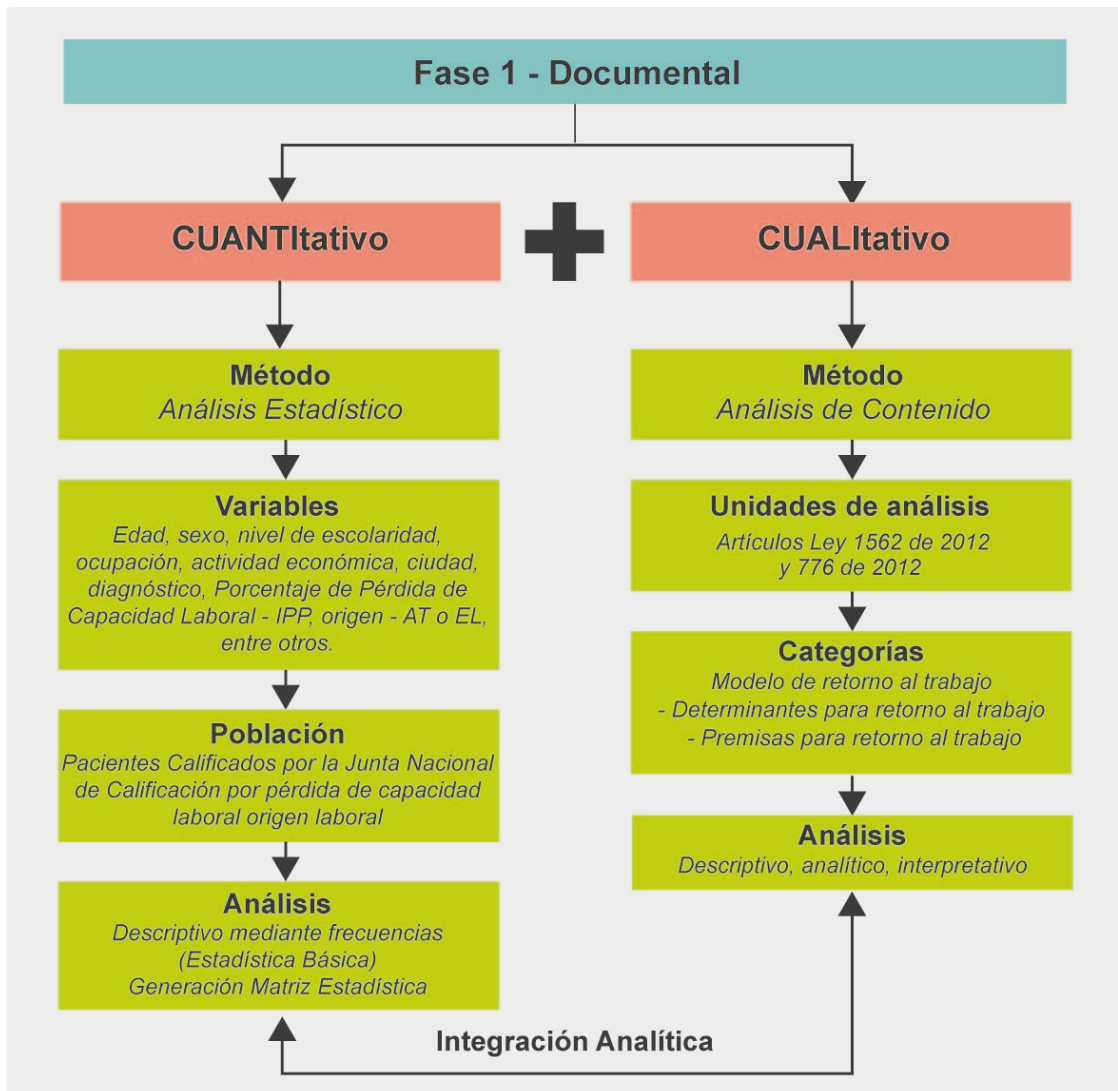 Fase 1 - Documental
CUANTItativo
Método
Análisis Estadístico
Variables
Edad, sexo, nivel de escolaridad,
ocupación, actividad económica, ciudad,
diagnóstico, Porcentaje de Pérdida de
Capacidad Laboral - IPP, origen - AT o EL,
entre otros.
Población
Pacientes Calificados por la Junta Nacional
de Calificación por pérdida de capacidad
laboral origen laboral
Análisis
Descriptivo mediante frecuencias
(Estadística Básica)
Generación Matriz Estadística
CUALItativo
Método
Análisis de Contenido
Unidades de análisis
Artículos Ley 1562 de 2012
y 776 de 2012
Categorías
Modelo de retorno al trabajo
- Determinantes para retorno al trabajo
- Premisas para retorno al trabajo
Análisis
Descriptivo, analítico, interpretativo
Integración Analítica